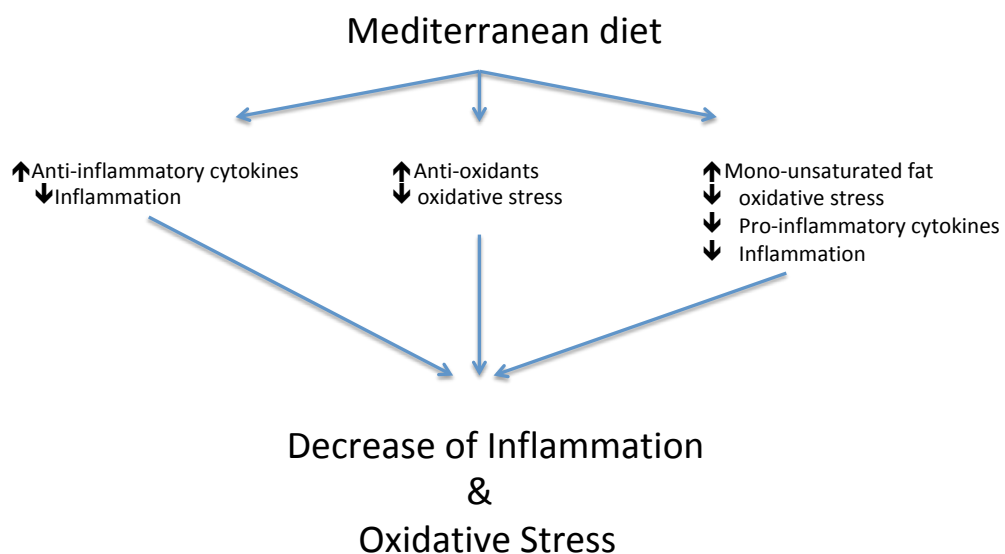 Mediterranean diet
↑Anti-inflammatory cytokines
↓Inflammation
↑Anti-oxidants
↓ oxidative stress
↑Mono-unsaturated fat
↓ oxidative stress
↓ Pro-inflammatory cytokines
↓ Inflammation
Decrease of Inflammation
&
Oxidative Stress